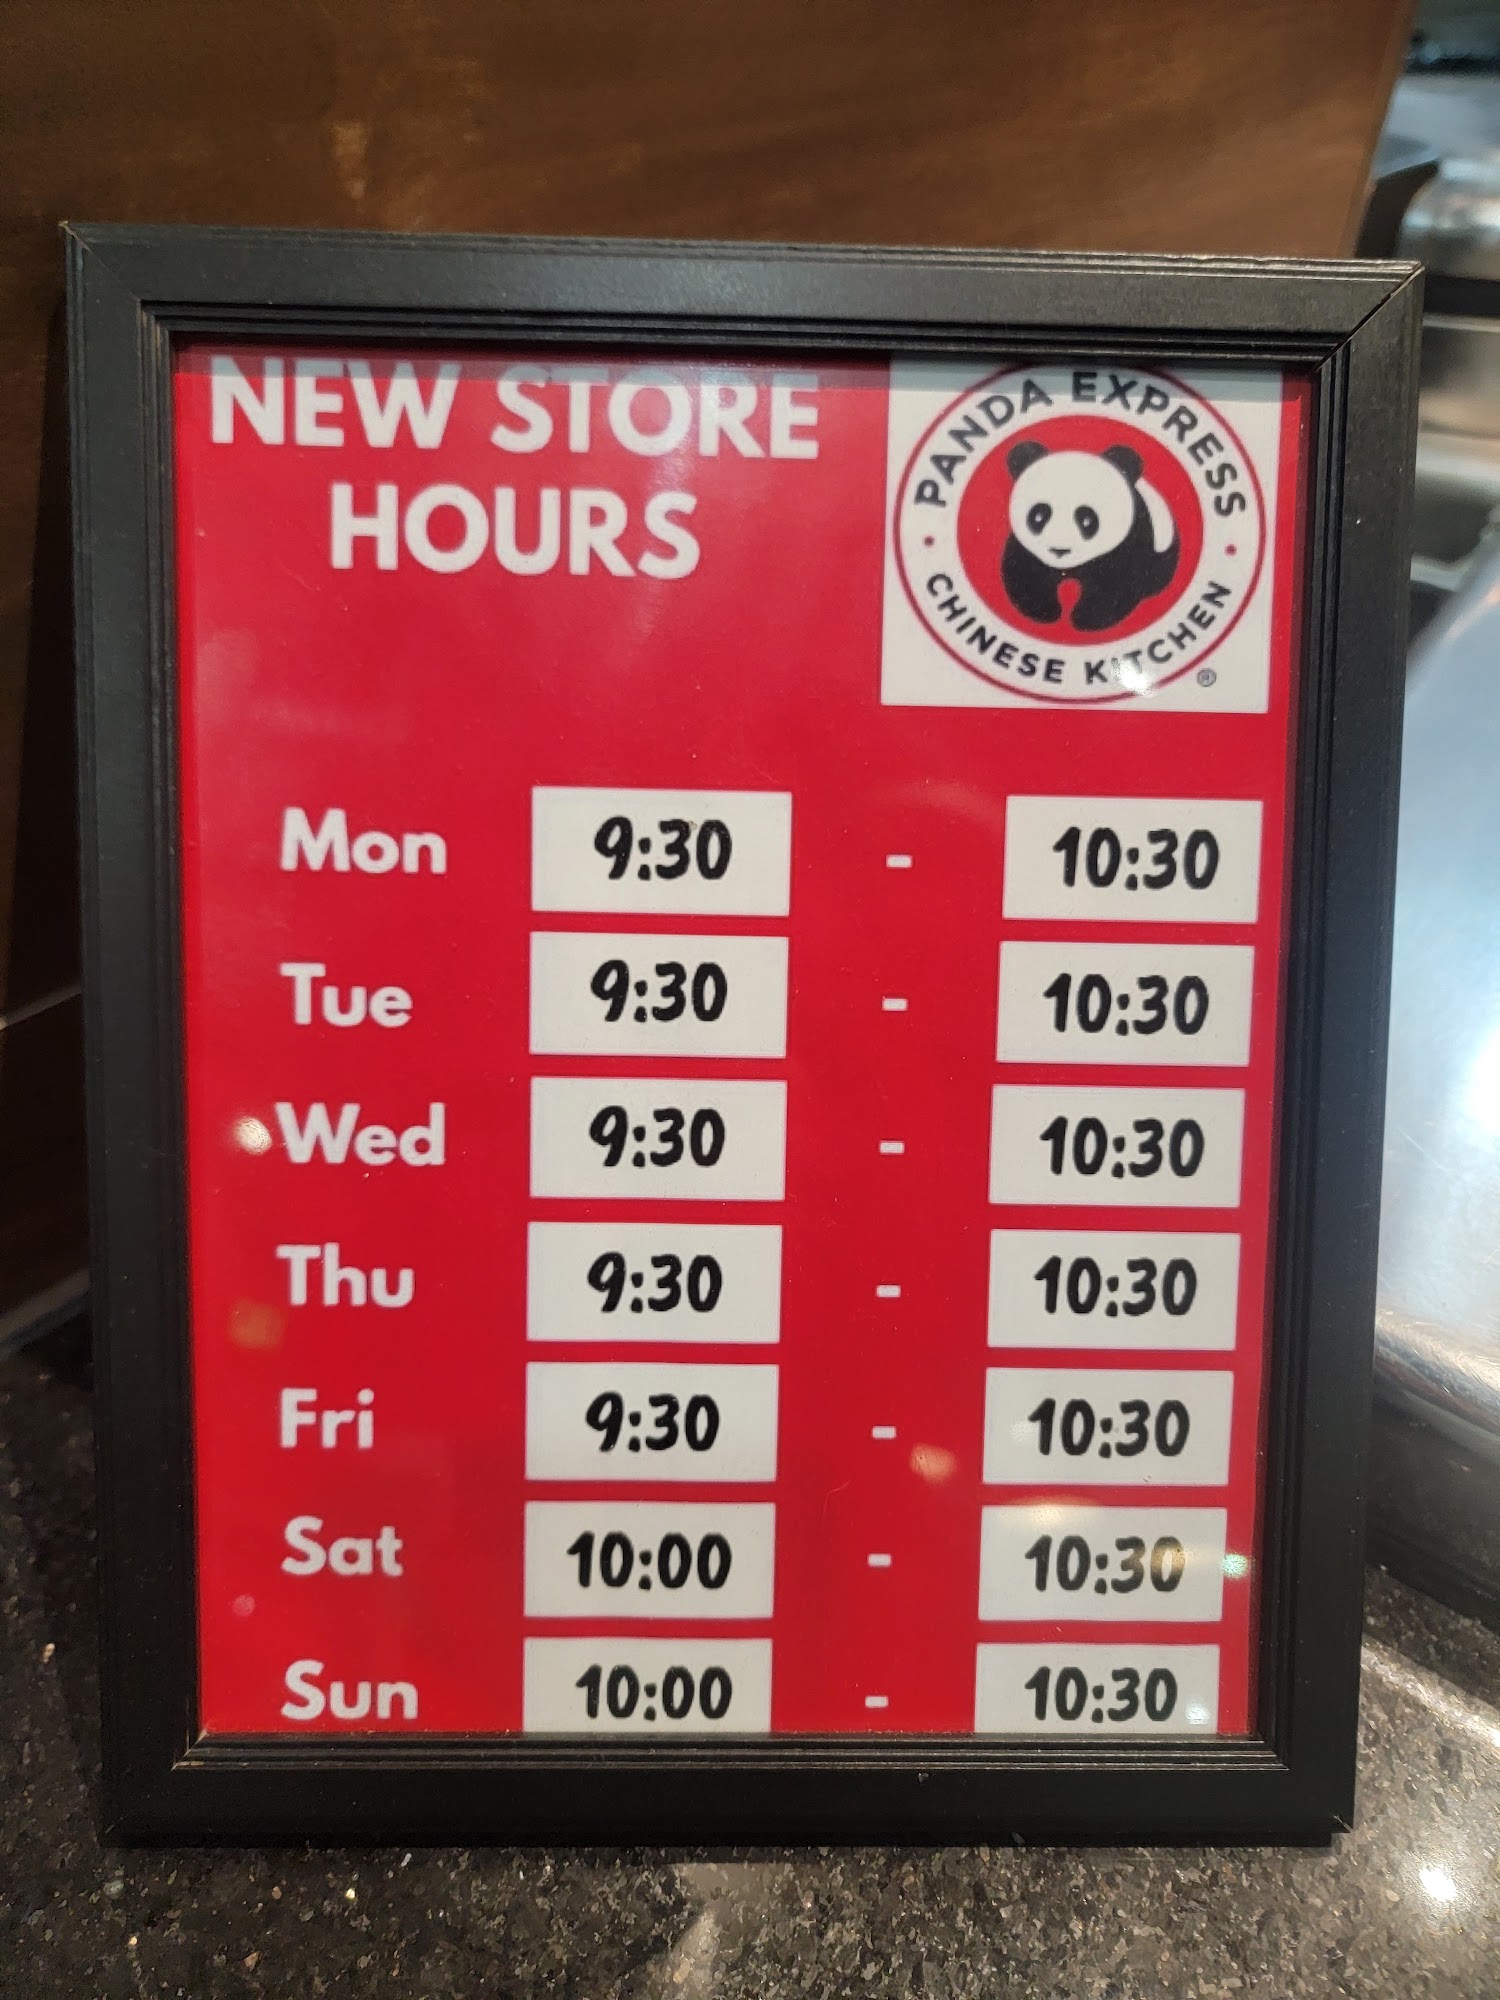 NEW STORE
HOURS
PANDA EXPRESS
CHINESE KITCHEN
®
Mon 9:30 - 10:30
Tue 9:30 - 10:30
Wed 9:30 - 10:30
Thu 9:30 - 10:30
Fri 9:30 - 10:30
Sat 10:00 - 10:30
Sun 10:00 - 10:30